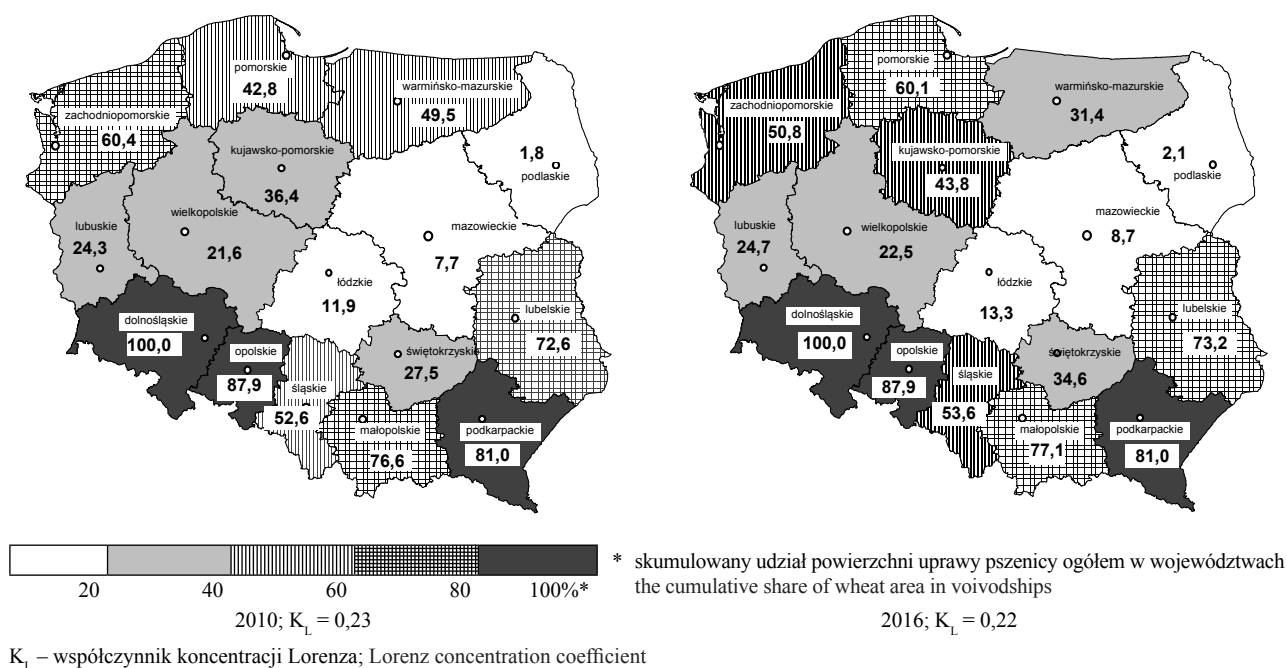 pomorskie
42,8
warmińsko-mazurskie
49,5
zachodniopomorskie
60,4
kujawsko-pomorskie
36,4
1,8
podlaskie
lubuskie
24,3
wielkopolskie
21,6
mazowieckie
7,7
łódzkie
11,9
dolnośląskie
100,0
opolskie
87,9
śląskie
52,6
świętokrzyskie
27,5
lubelskie
72,6
małopolskie
76,6
podkarpackie
81,0
pomorskie
60,1
warmińsko-mazurskie
31,4
zachodniopomorskie
50,8
kujawsko-pomorskie
43,8
2,1
podlaskie
lubuskie
24,7
wielkopolskie
22,5
mazowieckie
8,7
łódzkie
13,3
dolnośląskie
100,0
opolskie
87,9
śląskie
53,6
świętokrzyskie
34,6
lubelskie
73,2
małopolskie
77,1
podkarpackie
81,0
20 40 60 80 100%*
* skumulowany udział powierzchni uprawy pszenicy ogółem w województwach
the cumulative share of wheat area in voivodships
2010; K_L = 0,23
2016; K_L = 0,22
K_L – współczynnik koncentracji Lorenza; Lorenz concentration coefficient